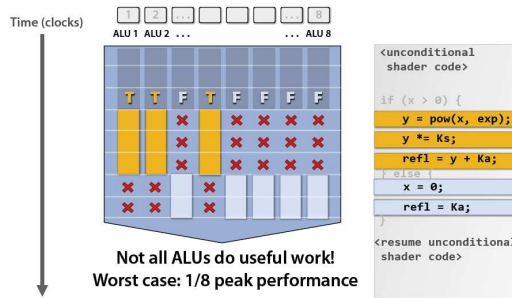 Time (clocks)
1 2 ... 8
ALU 1 ALU 2 ... ... ALU 8
T T F T F F F F
Not all ALUs do useful work!
Worst case: 1/8 peak performance
<unconditional
shader code>
if (x > 0) {
y = pow(x, exp);
y *= Ks;
refl = y + Ka;
} else {
x = 0;
refl = Ka;
}
<resume unconditional
shader code>